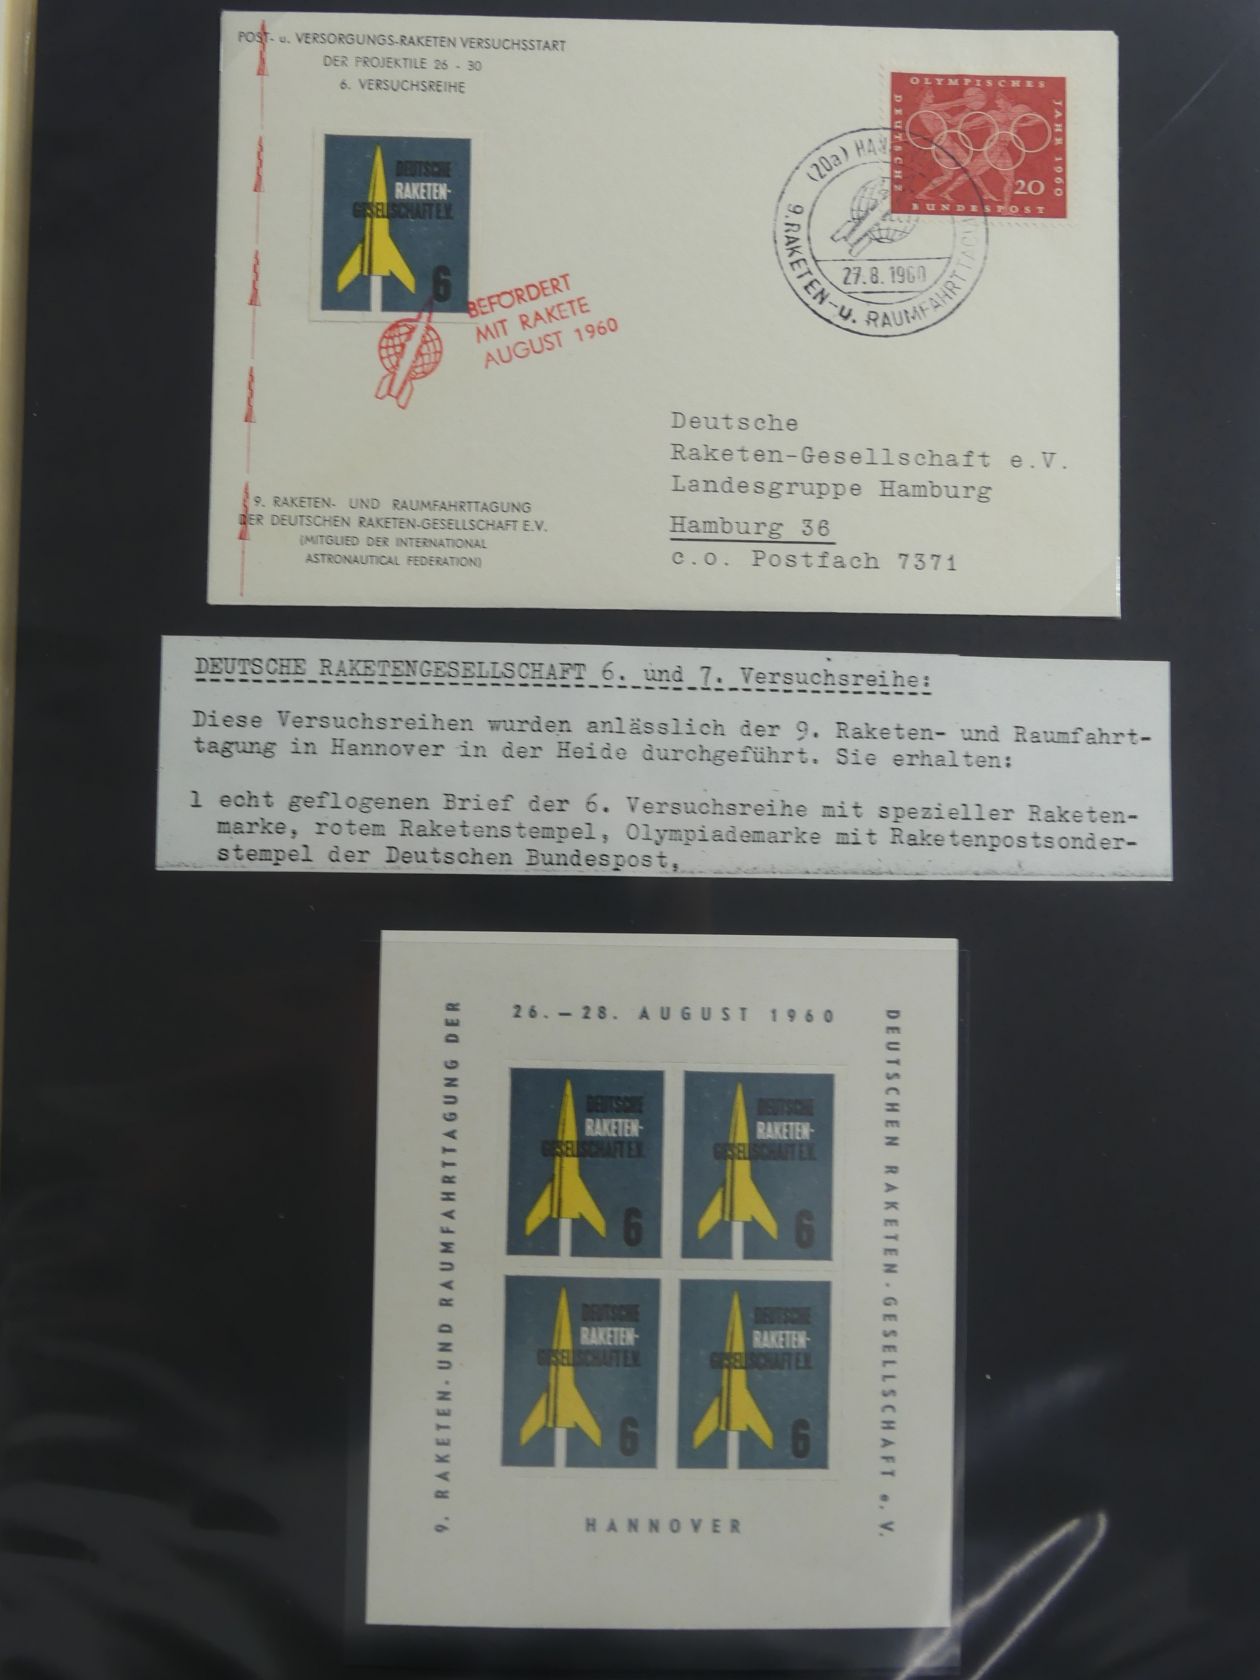 POST- u. VERSORGUNGS-RAKETEN VERSUCHSSTART
DER PROJEKTILE 26 - 30
6. VERSUCHSREIHE
DEUTSCHE
RAKETEN-
GESELLSCHAFT E.V.
6
BEFÖRDERT
MIT RAKETE
AUGUST 1960
OLYMPISCHES
JAHR 1960
DEUTSCHE
BUNDESPOST
20
(20a)
27.8.1960
9. RAKETEN- u. RAUMFAHRTTAGUNG
Deutsche
Raketen-Gesellschaft e.V.
Landesgruppe Hamburg
Hamburg 36
c.o. Postfach 7371
9. RAKETEN- UND RAUMFAHRTTAGUNG
DER DEUTSCHEN RAKETEN-GESELLSCHAFT E.V.
(MITGLIED DER INTERNATIONAL
ASTRONAUTICAL FEDERATION)
DEUTSCHE RAKETENGESELLSCHAFT 6. und 7. Versuchsreihe:
Diese Versuchsreihen wurden anlässlich der 9. Raketen- und Raumfahrt-
tagung in Hannover in der Heide durchgeführt. Sie erhalten:
1 echt geflogenen Brief der 6. Versuchsreihe mit spezieller Raketen-
marke, rotem Raketenstempel, Olympiademarke mit Raketenpostsonder-
stempel der Deutschen Bundespost,
26.—28. AUGUST 1960
9. RAKETEN- UND RAUMFAHRTTAGUNG DER
DEUTSCHEN RAKETEN-GESELLSCHAFT e.V.
DEUTSCHE
RAKETEN-
GESELLSCHAFT E.V.
6
DEUTSCHE
RAKETEN-
GESELLSCHAFT E.V.
6
DEUTSCHE
RAKETEN-
GESELLSCHAFT E.V.
6
DEUTSCHE
RAKETEN-
GESELLSCHAFT E.V.
6
HANNOVER